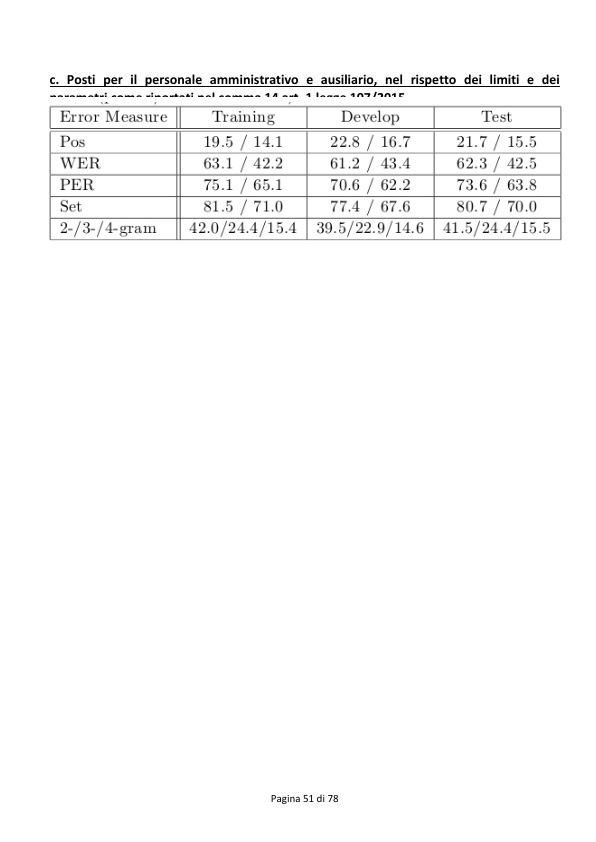 c. Posti per il personale amministrativo e ausiliario, nel rispetto dei limiti e dei
parametri come riportati nel comma 14 art. 1 legge 107/2015
Error Measure Training Develop Test
Pos 19.5 / 14.1 22.8 / 16.7 21.7 / 15.5
WER 63.1 / 42.2 61.2 / 43.4 62.3 / 42.5
PER 75.1 / 65.1 70.6 / 62.2 73.6 / 63.8
Set 81.5 / 71.0 77.4 / 67.6 80.7 / 70.0
2-/3-/4-gram 42.0/24.4/15.4 39.5/22.9/14.6 41.5/24.4/15.5
Pagina 51 di 78